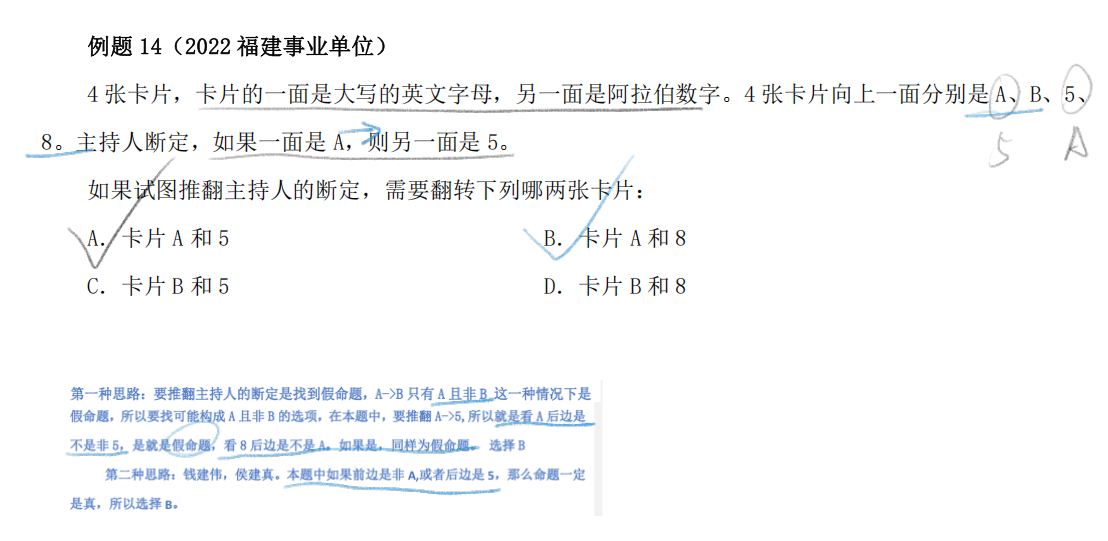 例题 14（2022 福建事业单位）
4 张卡片，卡片的一面是大写的英文字母，另一面是阿拉伯数字。4 张卡片向上一面分别是 A、B、5、
8。主持人断定，如果一面是 A，则另一面是 5。
5 A
如果试图推翻主持人的断定，需要翻转下列哪两张卡片：
A. 卡片 A 和 5 B. 卡片 A 和 8
C. 卡片 B 和 5 D. 卡片 B 和 8
第一种思路：要推翻主持人的断定是找到假命题，A->B 只有 A 且非 B 这一种情况下是
假命题，所以要找可能构成 A 且非 B 的选项，在本题中，要推翻 A->5,所以就是看 A 后边是
不是非 5，是就是假命题，看 8 后边是不是 A。如果是，同样为假命题。 选择 B
第二种思路：钱建伟，侯建真。本题中如果前边是非 A,或者后边是 5，那么命题一定
是真，所以选择 B。